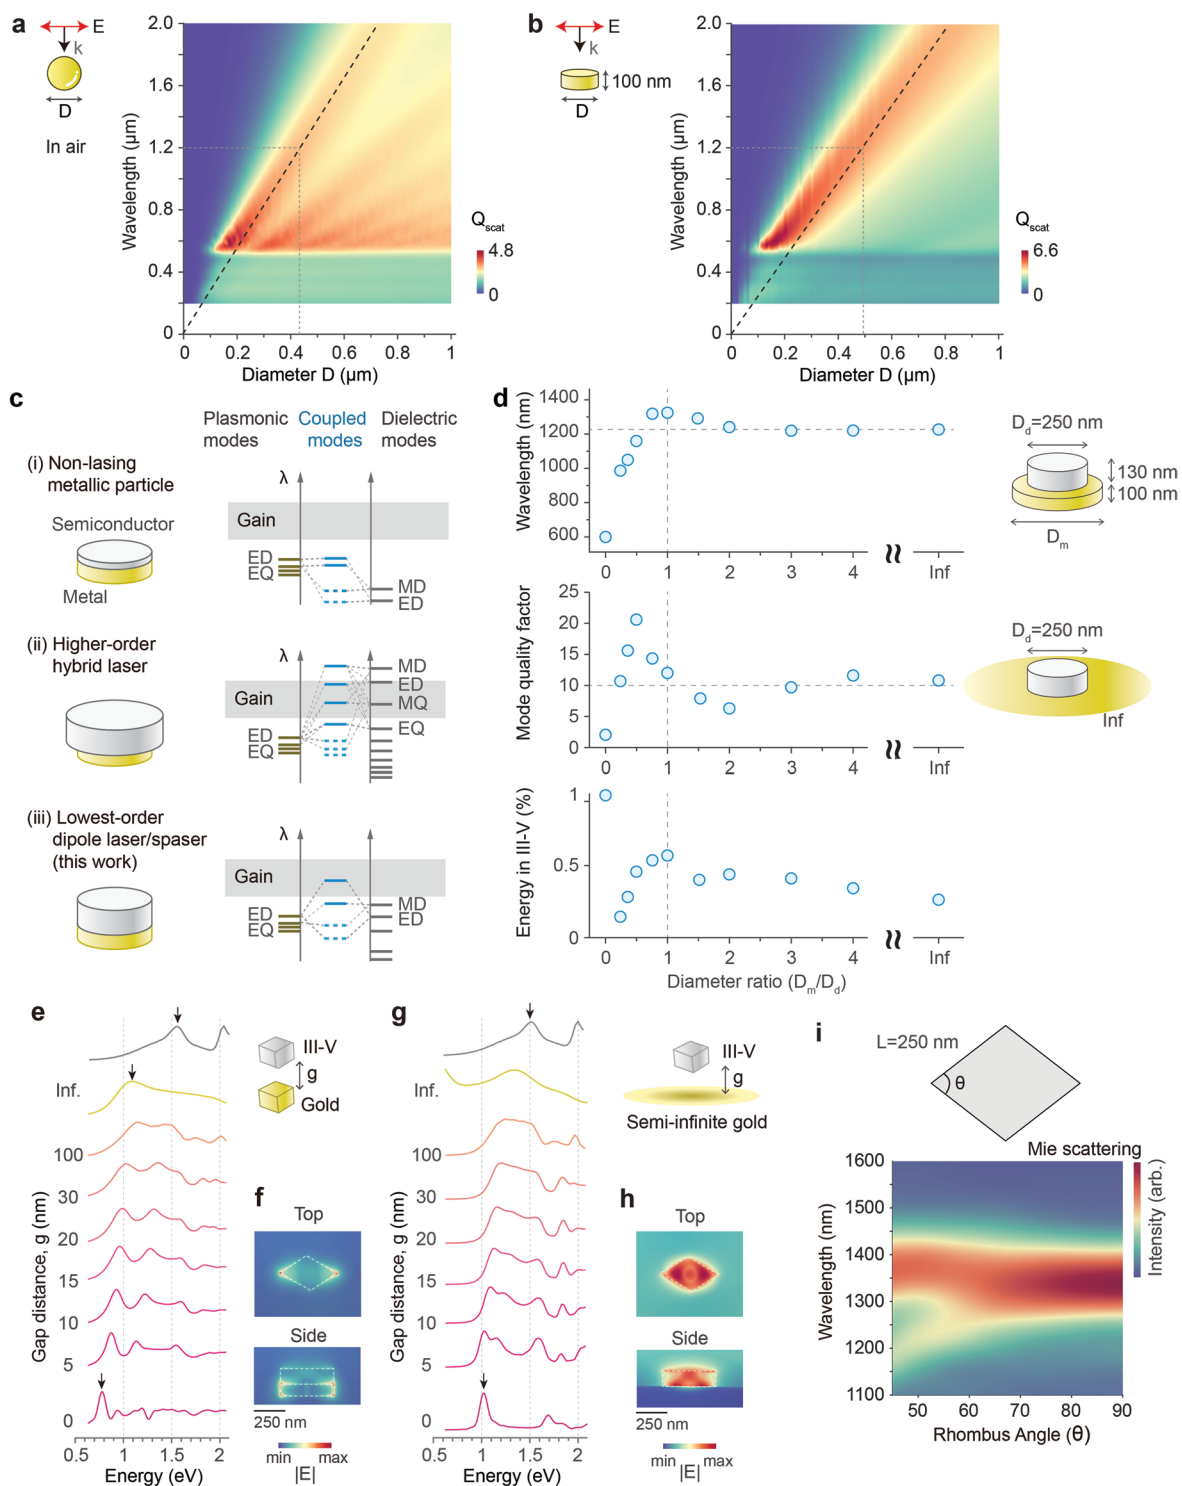 a
E
k
D
In air
Wavelength (µm)
2.0
1.6
1.2
0.8
0.4
0
0
0.2
0.4
0.6
0.8
1
Diameter D (µm)
Qscat
4.8
0
b
E
k
100 nm
D
Wavelength (µm)
2.0
1.6
1.2
0.8
0.4
0
0
0.2
0.4
0.6
0.8
1
Diameter D (µm)
Qscat
6.6
0
c
Plasmonic
modes
Coupled
modes
Dielectric
modes
(i) Non-lasing
metallic particle
Semiconductor
Metal
λ
Gain
ED
EQ
MD
ED
(ii) Higher-order
hybrid laser
λ
Gain
ED
EQ
MD
ED
MQ
EQ
(iii) Lowest-order
dipole laser/spaser
(this work)
λ
Gain
ED
EQ
MD
ED
d
Wavelength (nm)
1400
1200
1000
800
600
0
1
2
3
4
Inf
Dd=250 nm
130 nm
100 nm
Dm
Mode quality factor
25
20
15
10
5
0
0
1
2
3
4
Inf
Dd=250 nm
Inf
Energy in III-V (%)
1
0.5
0
0
1
2
3
4
Inf
Diameter ratio (Dm/Dd)
e
III-V
g
Gold
Gap distance, g (nm)
Inf.
100
30
20
15
10
5
0
0.6
1
1.5
2
Energy (eV)
f
Top
Side
250 nm
min
max
|E|
g
III-V
g
Semi-infinite gold
Gap distance, g (nm)
Inf.
100
30
20
15
10
5
0
0.6
1
1.5
2
Energy (eV)
h
Top
Side
250 nm
min
max
|E|
i
L=250 nm
θ
Mie scattering
Wavelength (nm)
1600
1500
1400
1300
1200
1100
50
60
70
80
90
Rhombus Angle (θ)
Intensity (arb.)